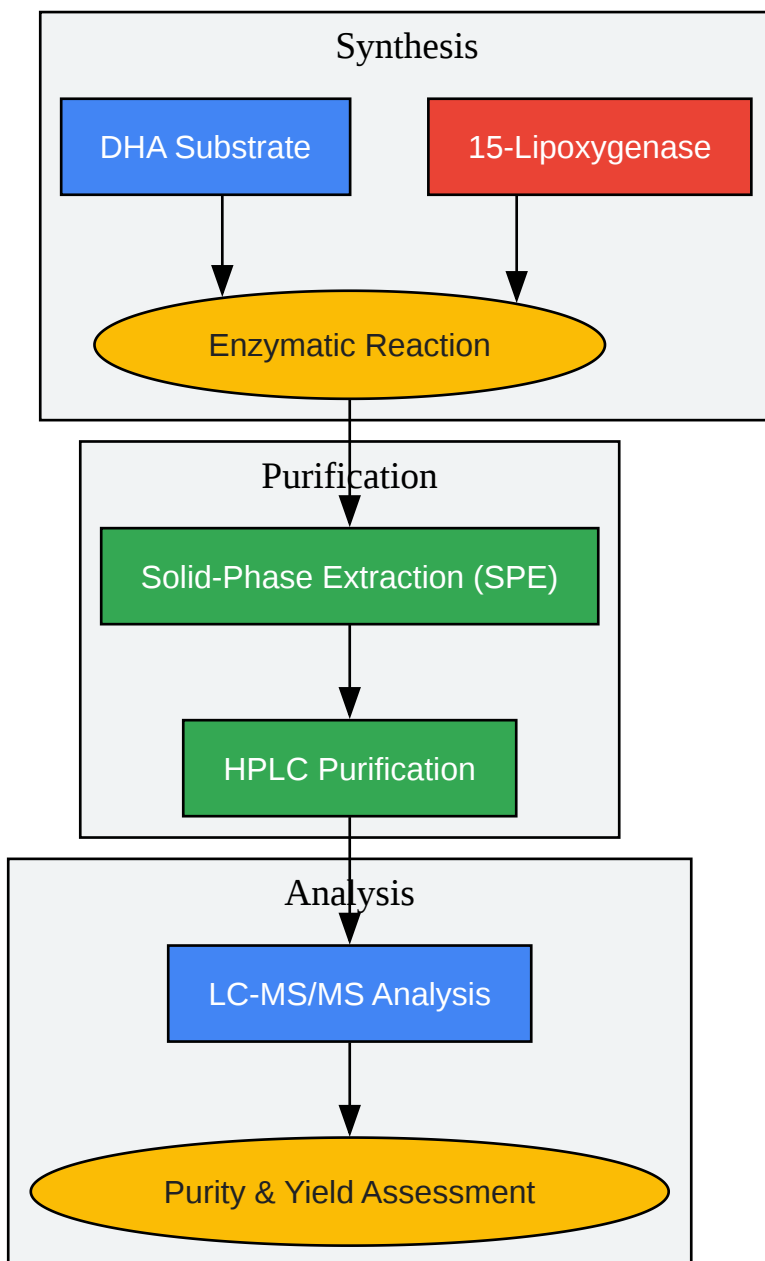 Synthesis
DHA Substrate
15-Lipoxygenase
Enzymatic Reaction
Purification
Solid-Phase Extraction (SPE)
HPLC Purification
Analysis
LC-MS/MS Analysis
Purity & Yield Assessment